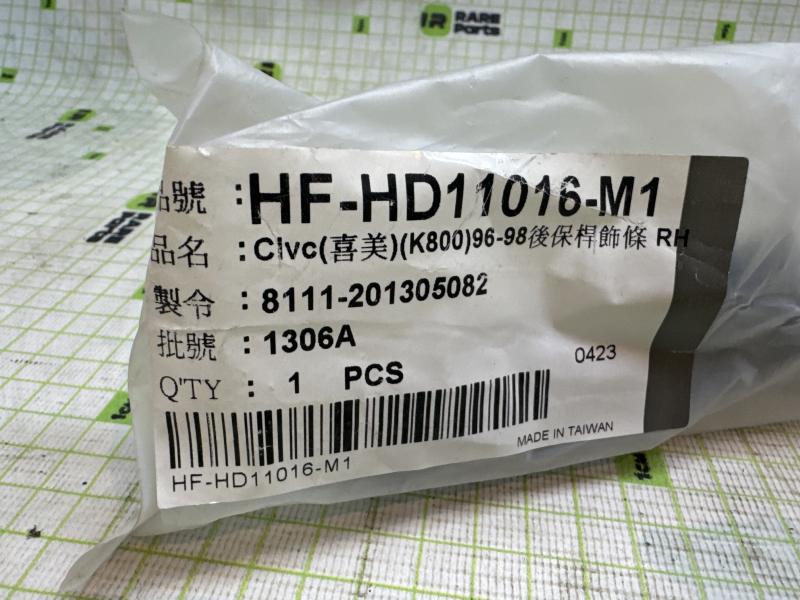 RARE
Parts
品號 : HF-HD11016-M1
品名 : CIvc(喜美)(K800)96-98後保桿飾條 RH
製令 : 8111-201305082
批號 : 1306A
Q'TY : 1 PCS
0423
MADE IN TAIWAN
HF-HD11016-M1